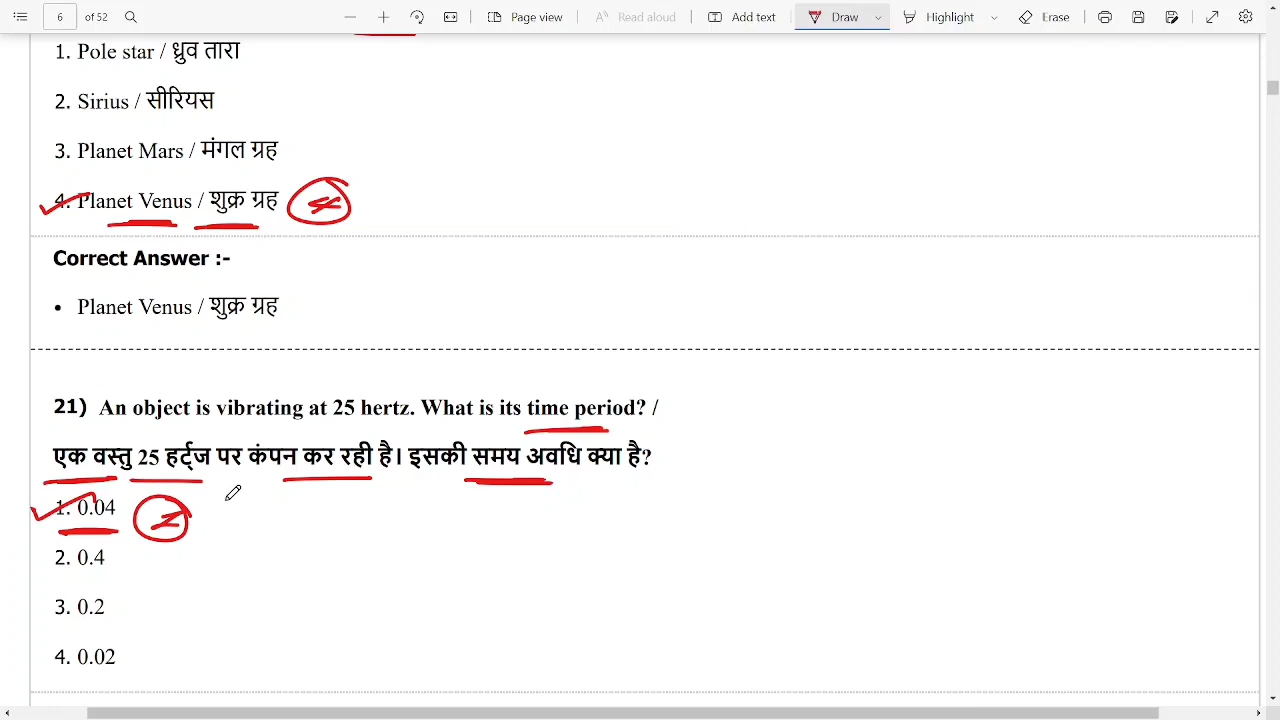 6 of 52 Page view Read aloud Add text Draw Highlight Erase
1. Pole star / ध्रुव तारा
2. Sirius / सीरियस
3. Planet Mars / मंगल ग्रह
4. Planet Venus / शुक्र ग्रह 4
Correct Answer :-
• Planet Venus / शुक्र ग्रह
21) An object is vibrating at 25 hertz. What is its time period? /
एक वस्तु 25 हर्ट्ज पर कंपन कर रही है। इसकी समय अवधि क्या है?
1. 0.04
2. 0.4
3. 0.2
4. 0.02